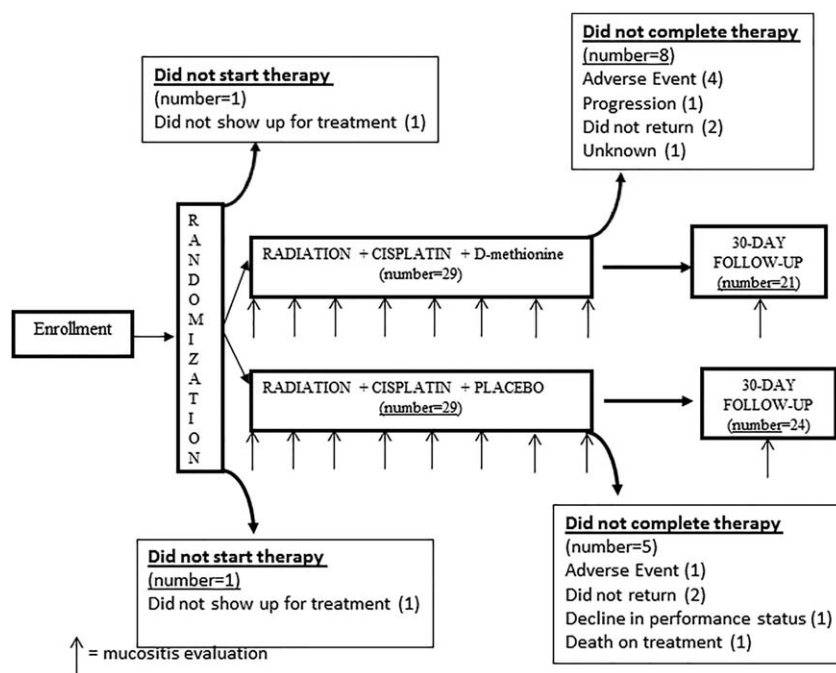 Did not complete therapy
(number=8)
Adverse Event (4)
Progression (1)
Did not return (2)
Unknown (1)
Did not start therapy
(number=1)
Did not show up for treatment (1)
RANDOMIZATION
RADIATION + CISPLATIN + D-methionine
(number=29)
30-DAY
FOLLOW-UP
(number=21)
Enrollment
RADIATION + CISPLATIN + PLACEBO
(number=29)
30-DAY
FOLLOW-UP
(number=24)
Did not start therapy
(number=1)
Did not show up for treatment (1)
Did not complete therapy
(number=5)
Adverse Event (1)
Did not return (2)
Decline in performance status (1)
Death on treatment (1)
= mucositis evaluation